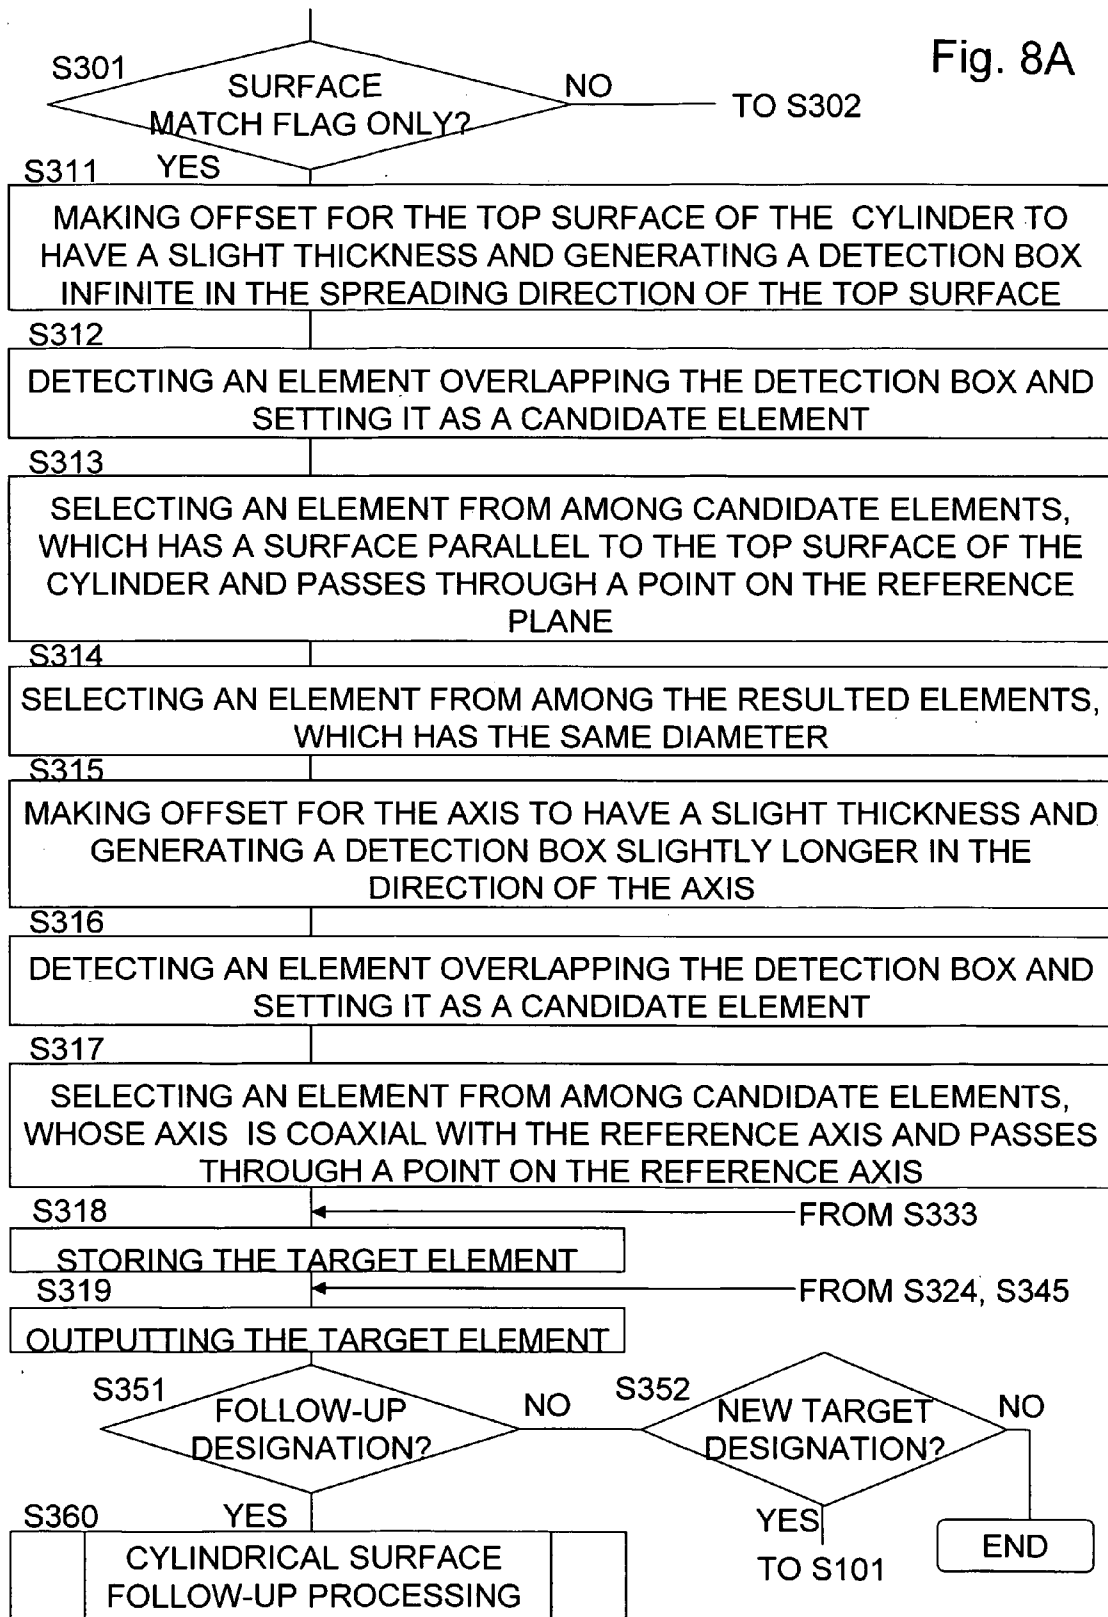 Fig. 8A
S301
SURFACE
MATCH FLAG ONLY?
NO
TO S302
YES
S311
MAKING OFFSET FOR THE TOP SURFACE OF THE CYLINDER TO
HAVE A SLIGHT THICKNESS AND GENERATING A DETECTION BOX
INFINITE IN THE SPREADING DIRECTION OF THE TOP SURFACE
S312
DETECTING AN ELEMENT OVERLAPPING THE DETECTION BOX AND
SETTING IT AS A CANDIDATE ELEMENT
S313
SELECTING AN ELEMENT FROM AMONG CANDIDATE ELEMENTS,
WHICH HAS A SURFACE PARALLEL TO THE TOP SURFACE OF THE
CYLINDER AND PASSES THROUGH A POINT ON THE REFERENCE
PLANE
S314
SELECTING AN ELEMENT FROM AMONG THE RESULTED ELEMENTS,
WHICH HAS THE SAME DIAMETER
S315
MAKING OFFSET FOR THE AXIS TO HAVE A SLIGHT THICKNESS AND
GENERATING A DETECTION BOX SLIGHTLY LONGER IN THE
DIRECTION OF THE AXIS
S316
DETECTING AN ELEMENT OVERLAPPING THE DETECTION BOX AND
SETTING IT AS A CANDIDATE ELEMENT
S317
SELECTING AN ELEMENT FROM AMONG CANDIDATE ELEMENTS,
WHOSE AXIS IS COAXIAL WITH THE REFERENCE AXIS AND PASSES
THROUGH A POINT ON THE REFERENCE AXIS
S318
FROM S333
STORING THE TARGET ELEMENT
S319
FROM S324, S345
OUTPUTTING THE TARGET ELEMENT
S351
FOLLOW-UP
DESIGNATION?
NO
S352
NEW TARGET
DESIGNATION?
NO
YES
S360
YES
TO S101
END
CYLINDRICAL SURFACE
FOLLOW-UP PROCESSING